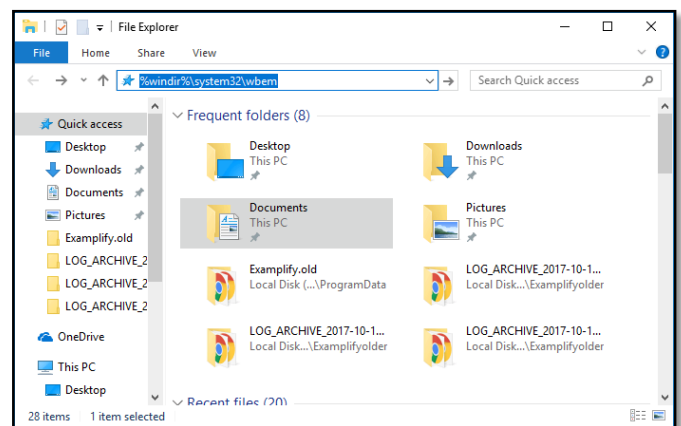 File Explorer
File Home Share View
%windir%\system32\wbem
Search Quick access
Quick access
Desktop
Downloads
Documents
Pictures
Examplify.old
LOG_ARCHIVE_2
LOG_ARCHIVE_2
LOG_ARCHIVE_2
OneDrive
This PC
Desktop
Frequent folders (8)
Desktop
This PC
Downloads
This PC
Documents
This PC
Pictures
This PC
Examplify.old
Local Disk (...\ProgramData
LOG_ARCHIVE_2017-10-1...
Local Disk...\Examplifyolder
LOG_ARCHIVE_2017-10-1...
Local Disk...\Examplifyolder
LOG_ARCHIVE_2017-10-1...
Local Disk...\Examplifyolder
Recent files (20)
28 items 1 item selected